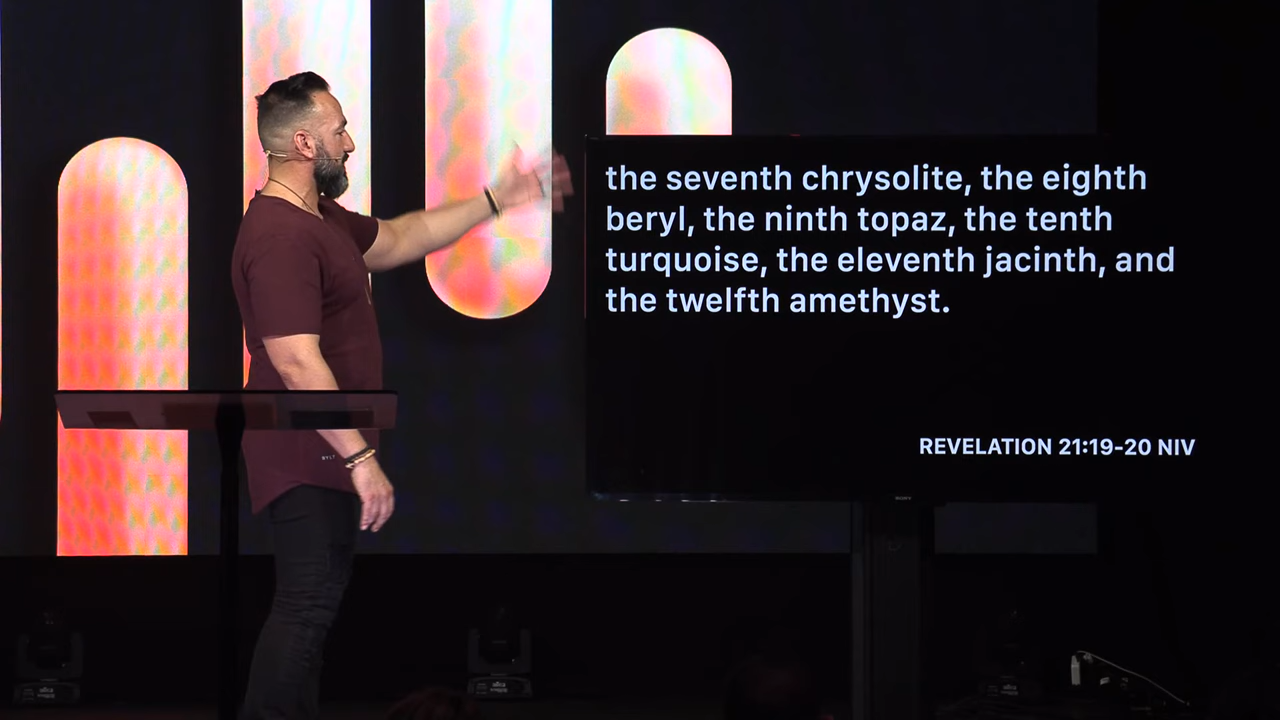 the seventh chrysolite, the eighth
beryl, the ninth topaz, the tenth
turquoise, the eleventh jacinth, and
the twelfth amethyst.
REVELATION 21:19-20 NIV
SONY